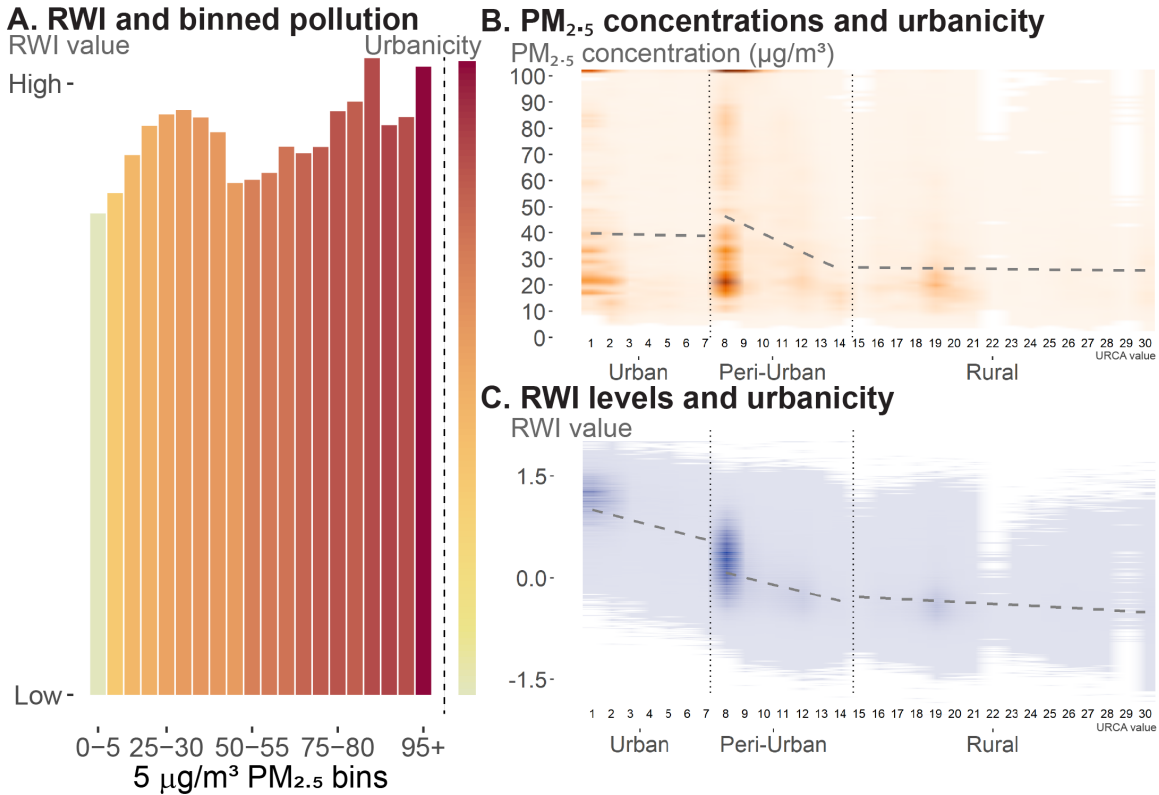 A. RWI and binned pollution
RWI value
Urbanicity
High
Low
0–5 25–30 50–55 75–80 95+
5 μg/m³ PM₂.₅ bins
B. PM₂.₅ concentrations and urbanicity
PM₂.₅ concentration (μg/m³)
100
90
80
70
60
50
40
30
20
10
0
1 2 3 4 5 6 7 8 9 10 11 12 13 14 15 16 17 18 19 20 21 22 23 24 25 26 27 28 29 30
URCA value
Urban Peri-Urban Rural
C. RWI levels and urbanicity
RWI value
1.5
0.0
-1.5
1 2 3 4 5 6 7 8 9 10 11 12 13 14 15 16 17 18 19 20 21 22 23 24 25 26 27 28 29 30
URCA value
Urban Peri-Urban Rural